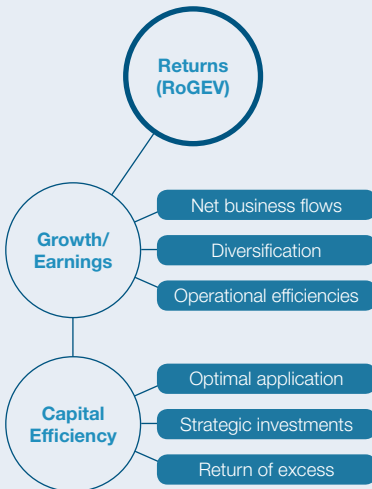 Returns
(RoGEV)
Growth/
Earnings
Net business flows
Diversification
Operational efficiencies
Capital
Efficiency
Optimal application
Strategic investments
Return of excess